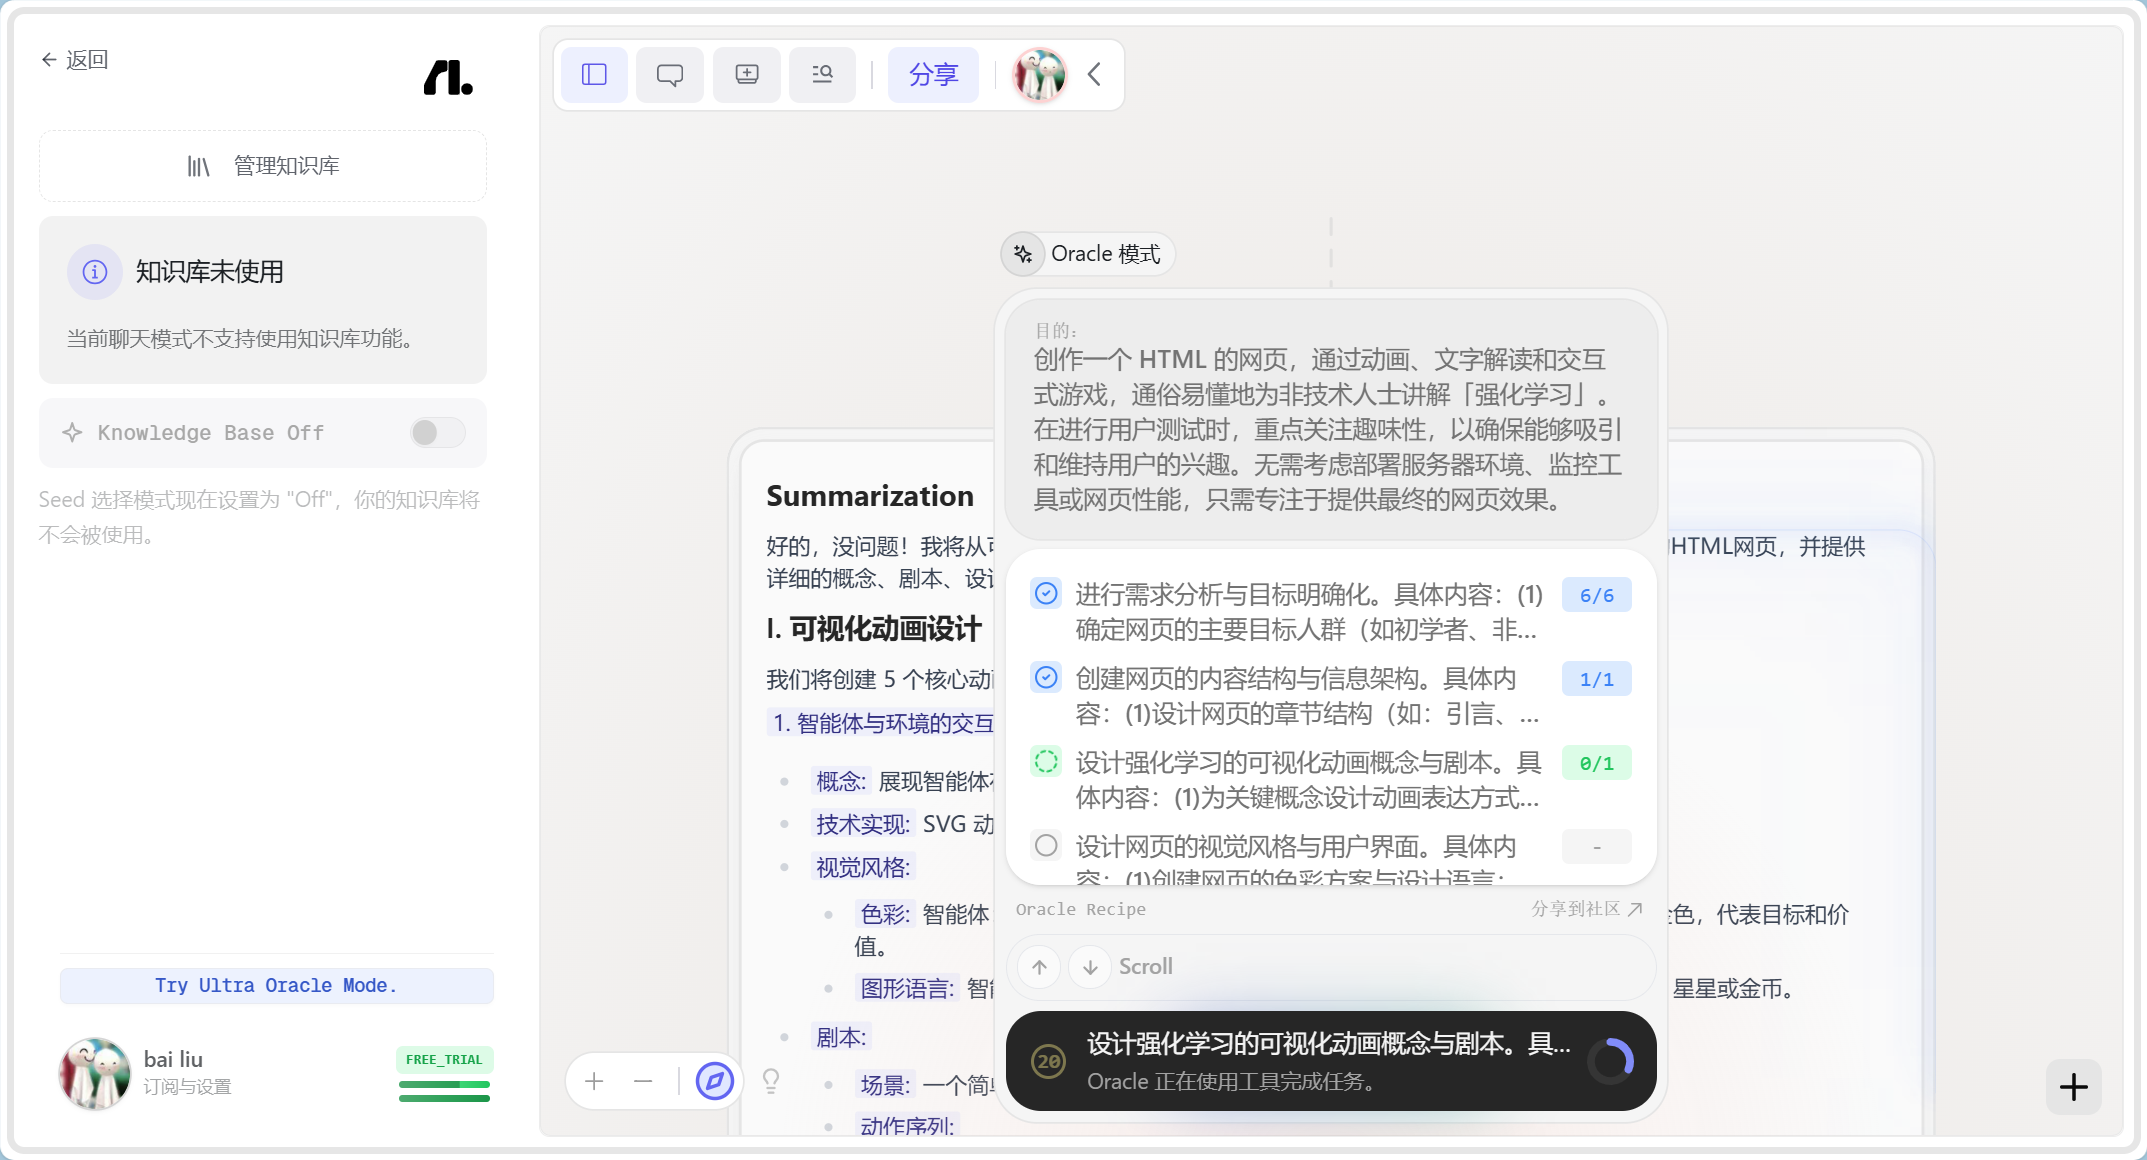 返回
管理知识库
知识库未使用
当前聊天模式不支持使用知识库功能。
Knowledge Base Off
Seed 选择模式现在设置为 "Off"，你的知识库将
不会被使用。
Try Ultra Oracle Mode.
bai liu
订阅与设置
FREE_TRIAL
分享
Oracle 模式
目的：
创作一个 HTML 的网页，通过动画、文字解读和交互
式游戏，通俗易懂地为非技术人士讲解「强化学习」。
在进行用户测试时，重点关注趣味性，以确保能够吸引
和维持用户的兴趣。无需考虑部署服务器环境、监控工
具或网页性能，只需专注于提供最终的网页效果。
进行需求分析与目标明确化。具体内容：(1)
确定网页的主要目标人群（如初学者、非...
6/6
创建网页的内容结构与信息架构。具体内
容：(1)设计网页的章节结构（如：引言、...
1/1
设计强化学习的可视化动画概念与剧本。具
体内容：(1)为关键概念设计动画表达方式...
0/1
设计网页的视觉风格与用户界面。具体内
容：(1)创建网页的色彩方案与设计语言；
-
Oracle Recipe
分享到社区
Scroll
20
设计强化学习的可视化动画概念与剧本。具...
Oracle 正在使用工具完成任务。
Summarization
好的，没问题！我将从
HTML网页，并提供
详细的概念、剧本、设
I. 可视化动画设计
我们将创建 5 个核心动
1. 智能体与环境的交互
概念: 展现智能体
技术实现: SVG 动
视觉风格:
色彩: 智能体
色，代表目标和价
值。
图形语言: 智
星星或金币。
剧本:
场景: 一个简
动作序列: